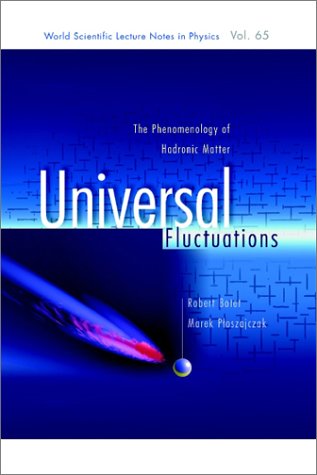 World Scientific Lecture Notes in Physics Vol. 65
The Phenomenology of
Hadronic Matter
Universal
Fluctuations
Robert Botet
Marek Płoszajczak